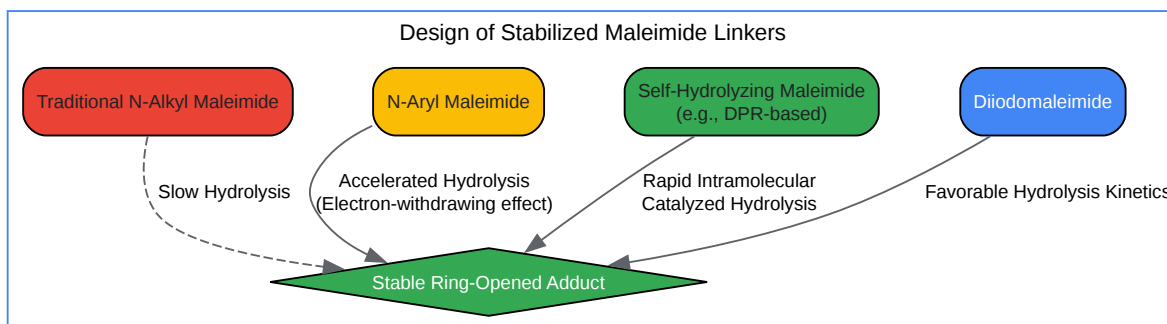 Design of Stabilized Maleimide Linkers
Traditional N-Alkyl Maleimide
N-Aryl Maleimide
Self-Hydrolyzing Maleimide
(e.g., DPR-based)
Diiodomaleimide
Slow Hydrolysis
Accelerated Hydrolysis
(Electron-withdrawing effect)
Rapid Intramolecular
Catalyzed Hydrolysis
Favorable Hydrolysis Kinetics
Stable Ring-Opened Adduct